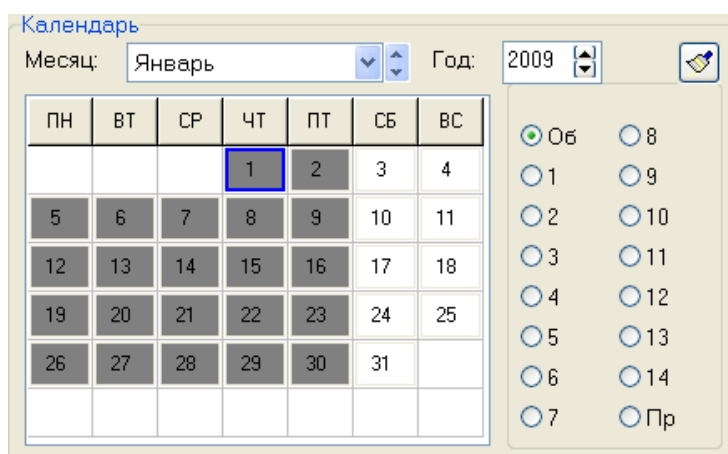 Календарь
Месяц: Январь Год: 2009
ПН ВТ СР ЧТ ПТ СБ ВС
1 2 3 4
5 6 7 8 9 10 11
12 13 14 15 16 17 18
19 20 21 22 23 24 25
26 27 28 29 30 31
Об 8
1 9
2 10
3 11
4 12
5 13
6 14
7 Пр